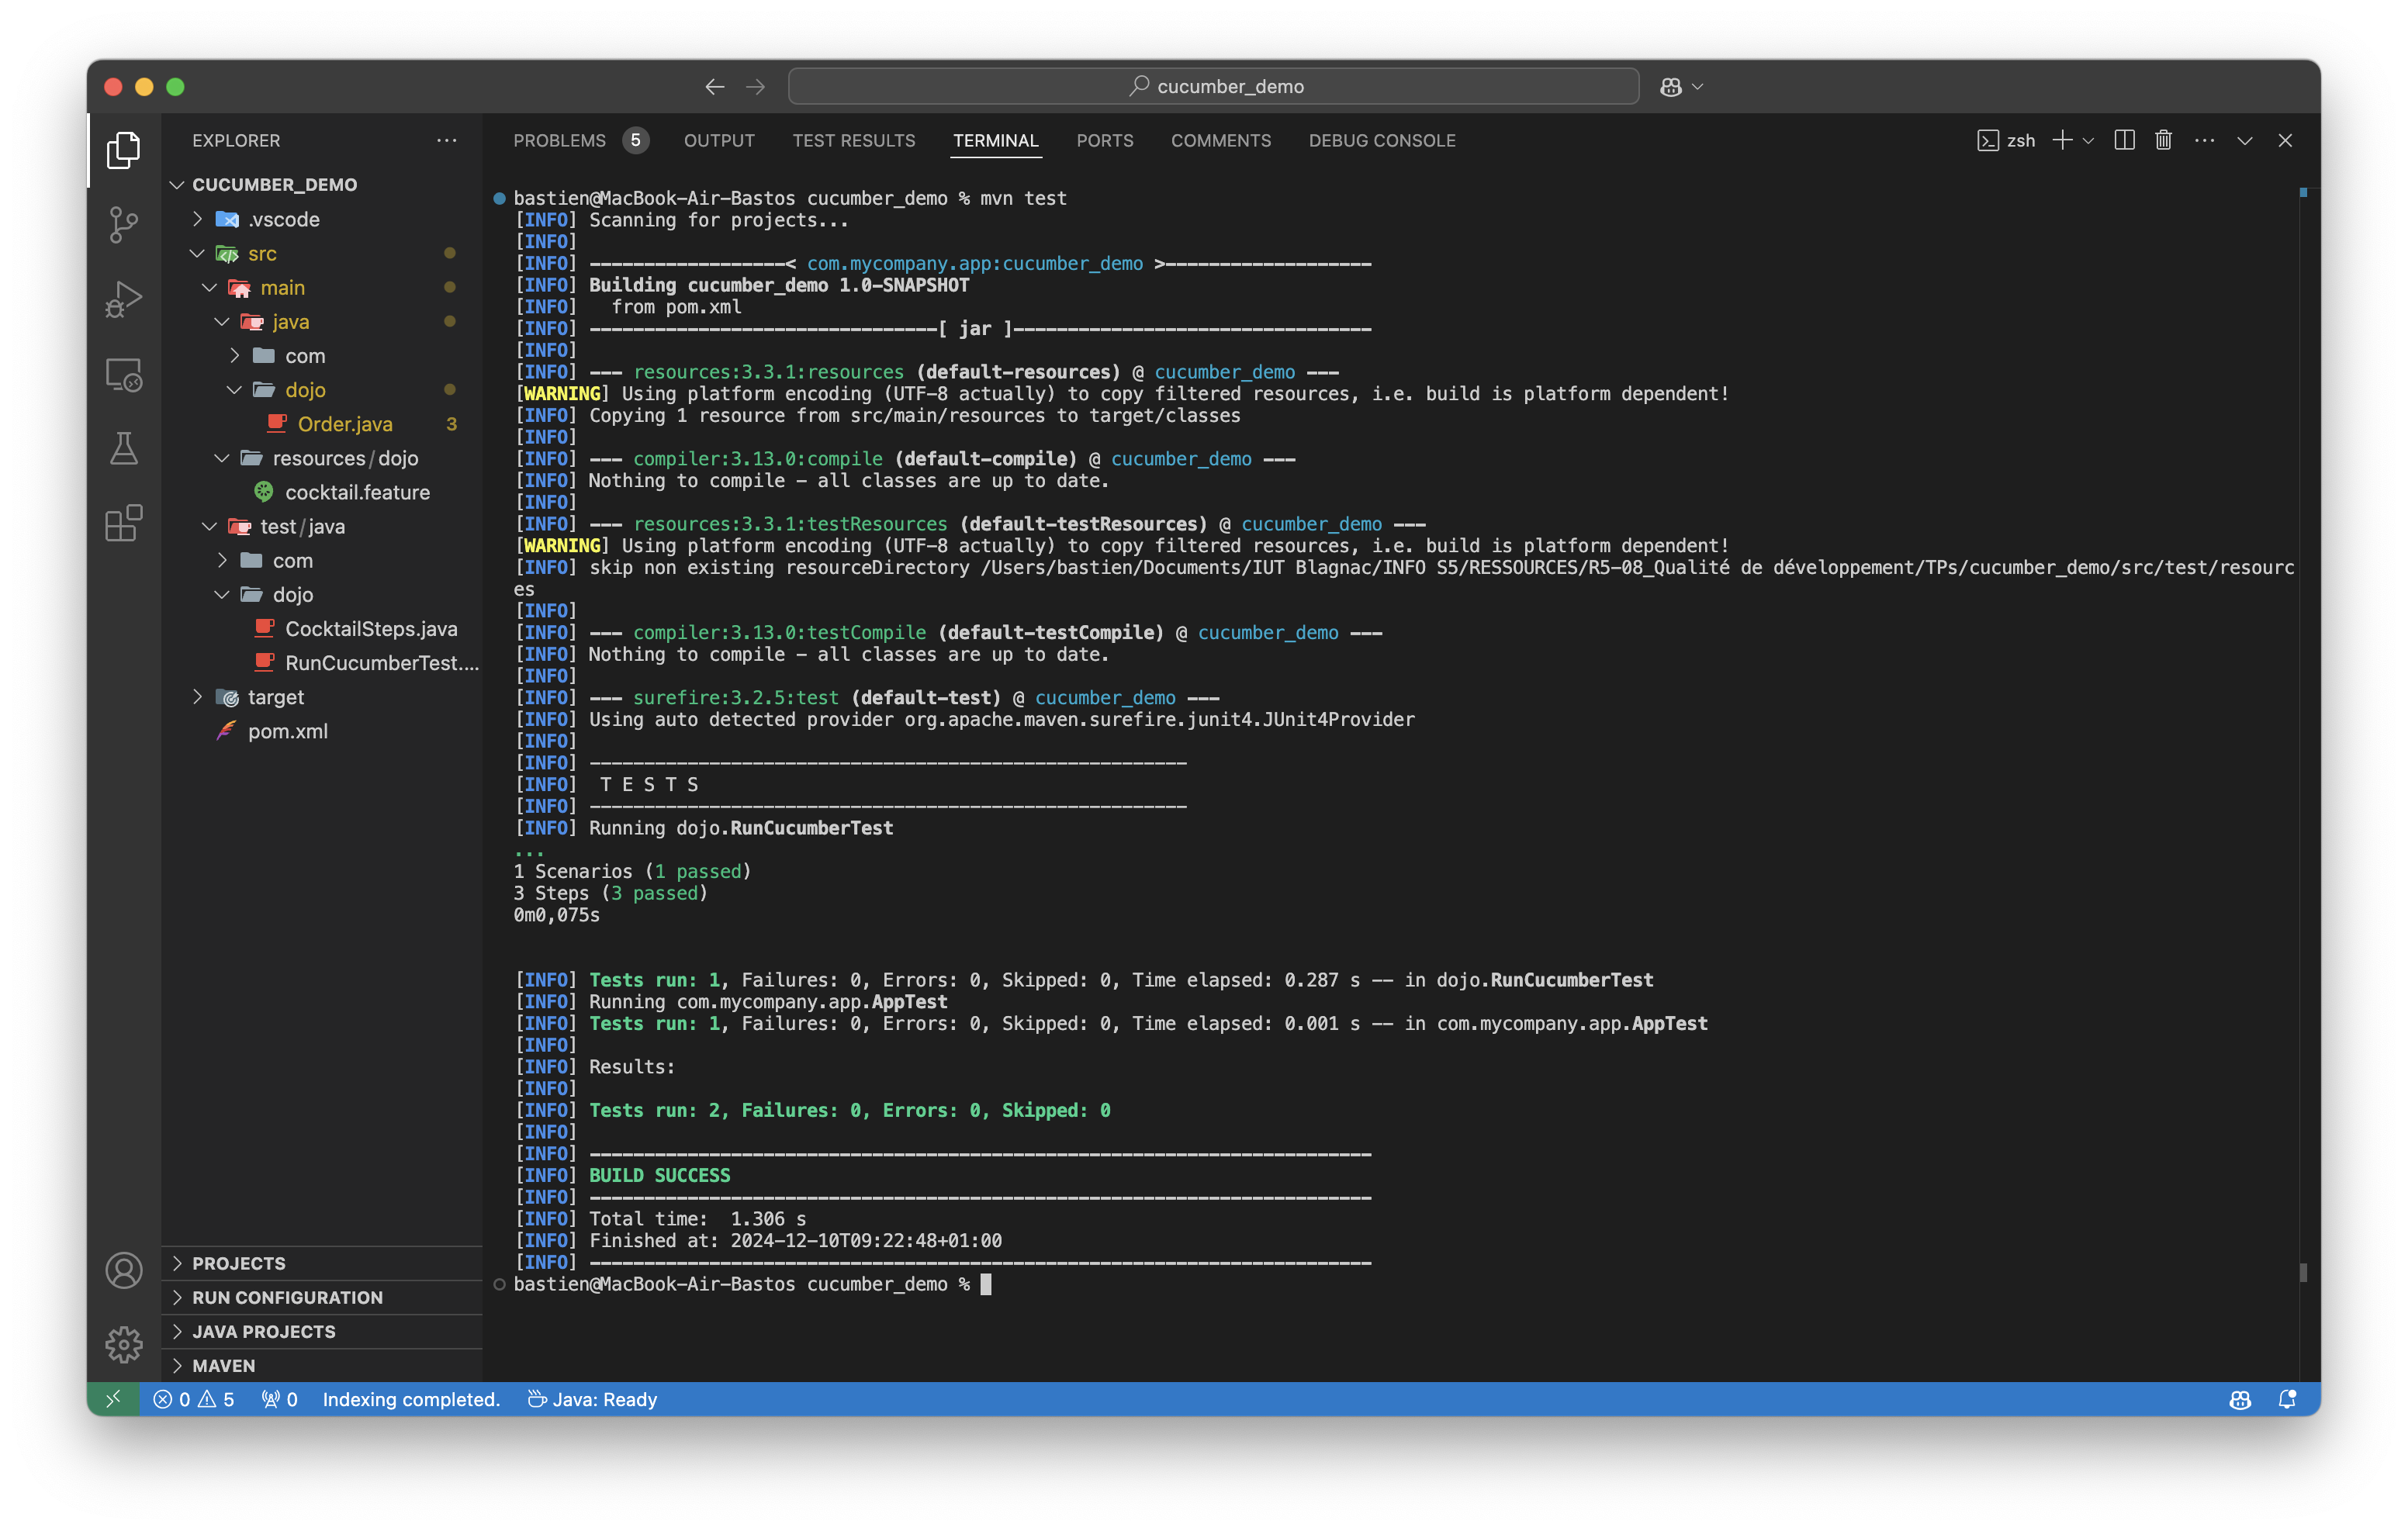 cucumber_demo
EXPLORER
PROBLEMS 5 OUTPUT TEST RESULTS TERMINAL PORTS COMMENTS DEBUG CONSOLE
zsh
CUCUMBER_DEMO
.vscode
src
main
java
com
dojo
Order.java 3
resources/dojo
cocktail.feature
test/java
com
dojo
CocktailSteps.java
RunCucumberTest....
target
pom.xml
PROJECTS
RUN CONFIGURATION
JAVA PROJECTS
MAVEN
bastien@MacBook-Air-Bastos cucumber_demo % mvn test
[INFO] Scanning for projects...
[INFO]
[INFO] ------------------< com.mycompany.app:cucumber_demo >-------------------
[INFO] Building cucumber_demo 1.0-SNAPSHOT
[INFO]   from pom.xml
[INFO] --------------------------------[ jar ]---------------------------------
[INFO]
[INFO] --- resources:3.3.1:resources (default-resources) @ cucumber_demo ---
[WARNING] Using platform encoding (UTF-8 actually) to copy filtered resources, i.e. build is platform dependent!
[INFO] Copying 1 resource from src/main/resources to target/classes
[INFO]
[INFO] --- compiler:3.13.0:compile (default-compile) @ cucumber_demo ---
[INFO] Nothing to compile - all classes are up to date.
[INFO]
[INFO] --- resources:3.3.1:testResources (default-testResources) @ cucumber_demo ---
[WARNING] Using platform encoding (UTF-8 actually) to copy filtered resources, i.e. build is platform dependent!
[INFO] skip non existing resourceDirectory /Users/bastien/Documents/IUT Blagnac/INFO S5/RESSOURCES/R5-08_Qualité de développement/TPs/cucumber_demo/src/test/resourc
es
[INFO]
[INFO] --- compiler:3.13.0:testCompile (default-testCompile) @ cucumber_demo ---
[INFO] Nothing to compile - all classes are up to date.
[INFO]
[INFO] --- surefire:3.2.5:test (default-test) @ cucumber_demo ---
[INFO] Using auto detected provider org.apache.maven.surefire.junit4.JUnit4Provider
[INFO]
[INFO] -------------------------------------------------------
[INFO]  T E S T S
[INFO] -------------------------------------------------------
[INFO] Running dojo.RunCucumberTest
...
1 Scenarios (1 passed)
3 Steps (3 passed)
0m0,075s
[INFO] Tests run: 1, Failures: 0, Errors: 0, Skipped: 0, Time elapsed: 0.287 s -- in dojo.RunCucumberTest
[INFO] Running com.mycompany.app.AppTest
[INFO] Tests run: 1, Failures: 0, Errors: 0, Skipped: 0, Time elapsed: 0.001 s -- in com.mycompany.app.AppTest
[INFO]
[INFO] Results:
[INFO]
[INFO] Tests run: 2, Failures: 0, Errors: 0, Skipped: 0
[INFO]
[INFO] ------------------------------------------------------------------------
[INFO] BUILD SUCCESS
[INFO] ------------------------------------------------------------------------
[INFO] Total time:  1.306 s
[INFO] Finished at: 2024-12-10T09:22:48+01:00
[INFO] ------------------------------------------------------------------------
bastien@MacBook-Air-Bastos cucumber_demo %
0 5 0 Indexing completed. Java: Ready